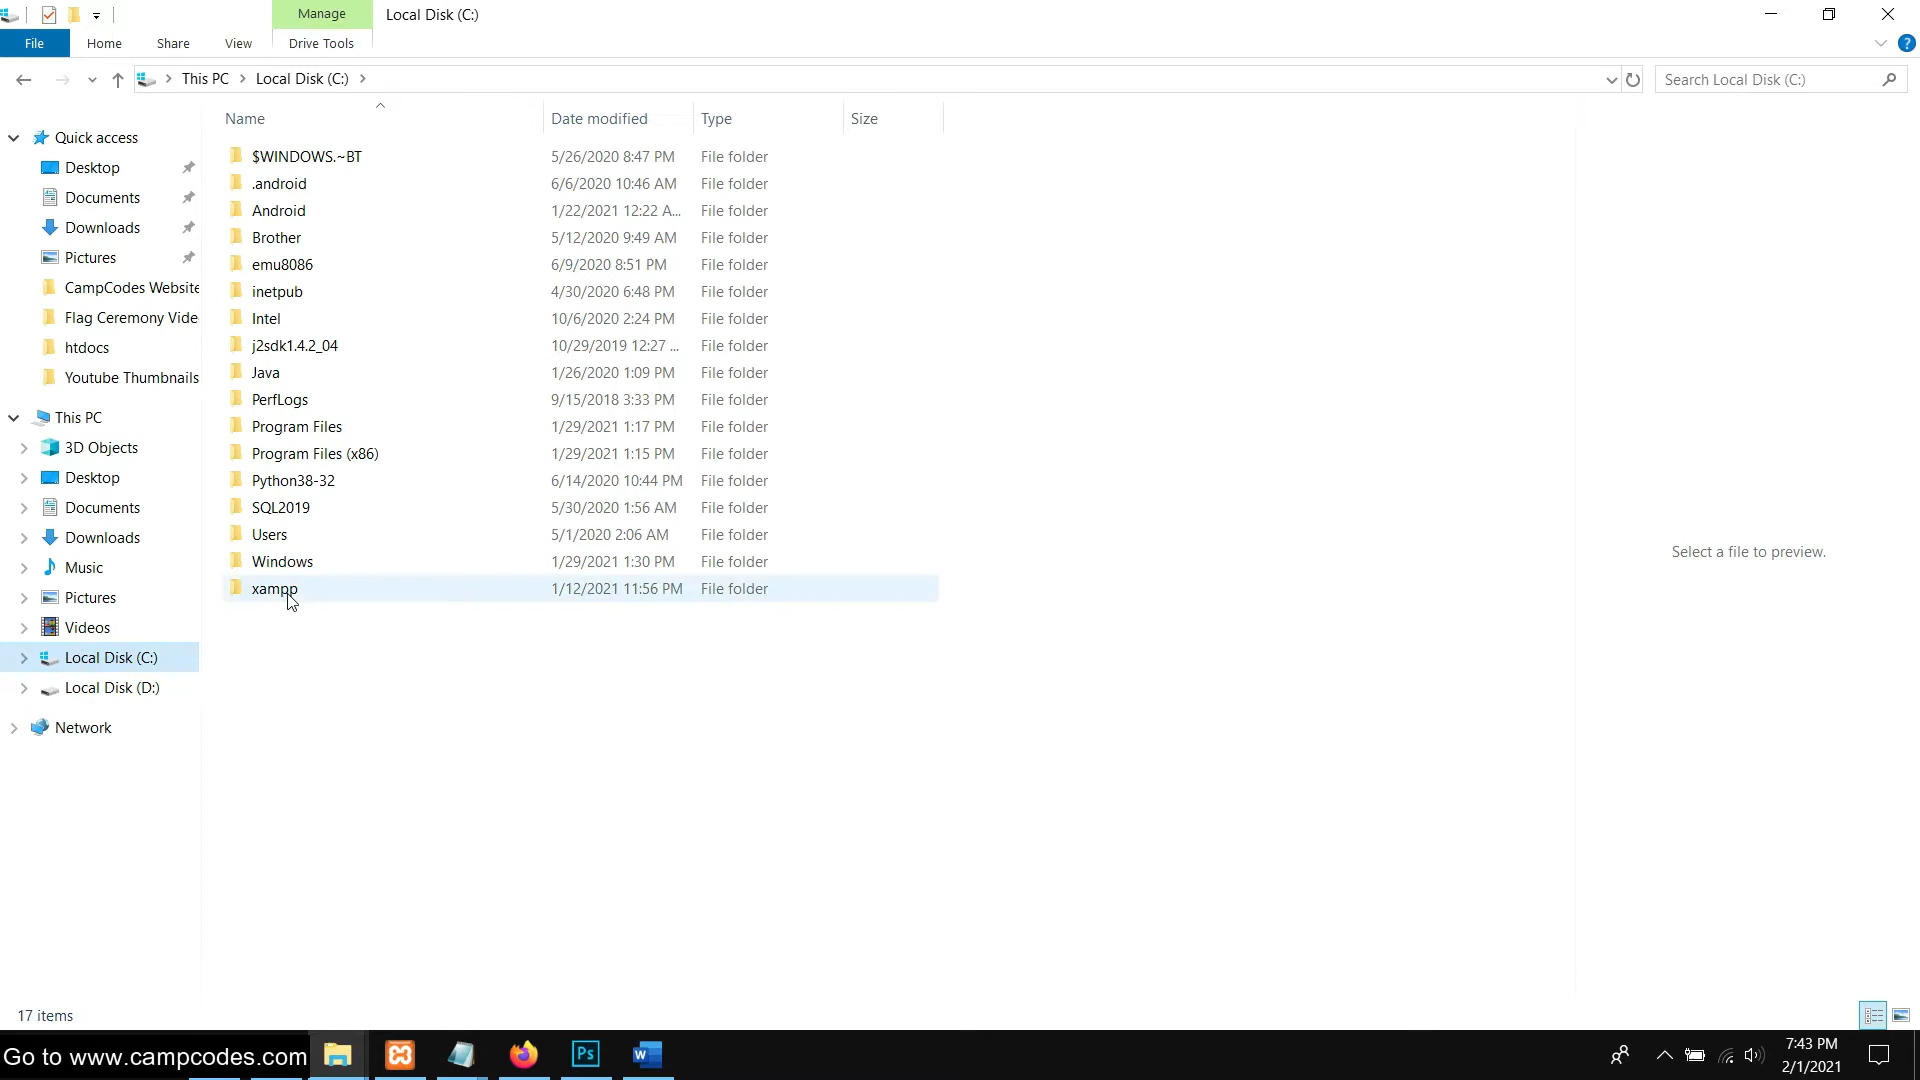 Manage
Local Disk (C:)
File
Home
Share
View
Drive Tools
This PC
Local Disk (C:)
Search Local Disk (C:)
Name
Date modified
Type
Size
Quick access
Desktop
Documents
Downloads
Pictures
CampCodes Website
Flag Ceremony Vide
htdocs
Youtube Thumbnails
This PC
3D Objects
Desktop
Documents
Downloads
Music
Pictures
Videos
Local Disk (C:)
Local Disk (D:)
Network
$WINDOWS.~BT 5/26/2020 8:47 PM File folder
.android 6/6/2020 10:46 AM File folder
Android 1/22/2021 12:22 A... File folder
Brother 5/12/2020 9:49 AM File folder
emu8086 6/9/2020 8:51 PM File folder
inetpub 4/30/2020 6:48 PM File folder
Intel 10/6/2020 2:24 PM File folder
j2sdk1.4.2_04 10/29/2019 12:27 ... File folder
Java 1/26/2020 1:09 PM File folder
PerfLogs 9/15/2018 3:33 PM File folder
Program Files 1/29/2021 1:17 PM File folder
Program Files (x86) 1/29/2021 1:15 PM File folder
Python38-32 6/14/2020 10:44 PM File folder
SQL2019 5/30/2020 1:56 AM File folder
Users 5/1/2020 2:06 AM File folder
Windows 1/29/2021 1:30 PM File folder
xampp 1/12/2021 11:56 PM File folder
Select a file to preview.
17 items
Go to www.campcodes.com
Ps
W
7:43 PM
2/1/2021